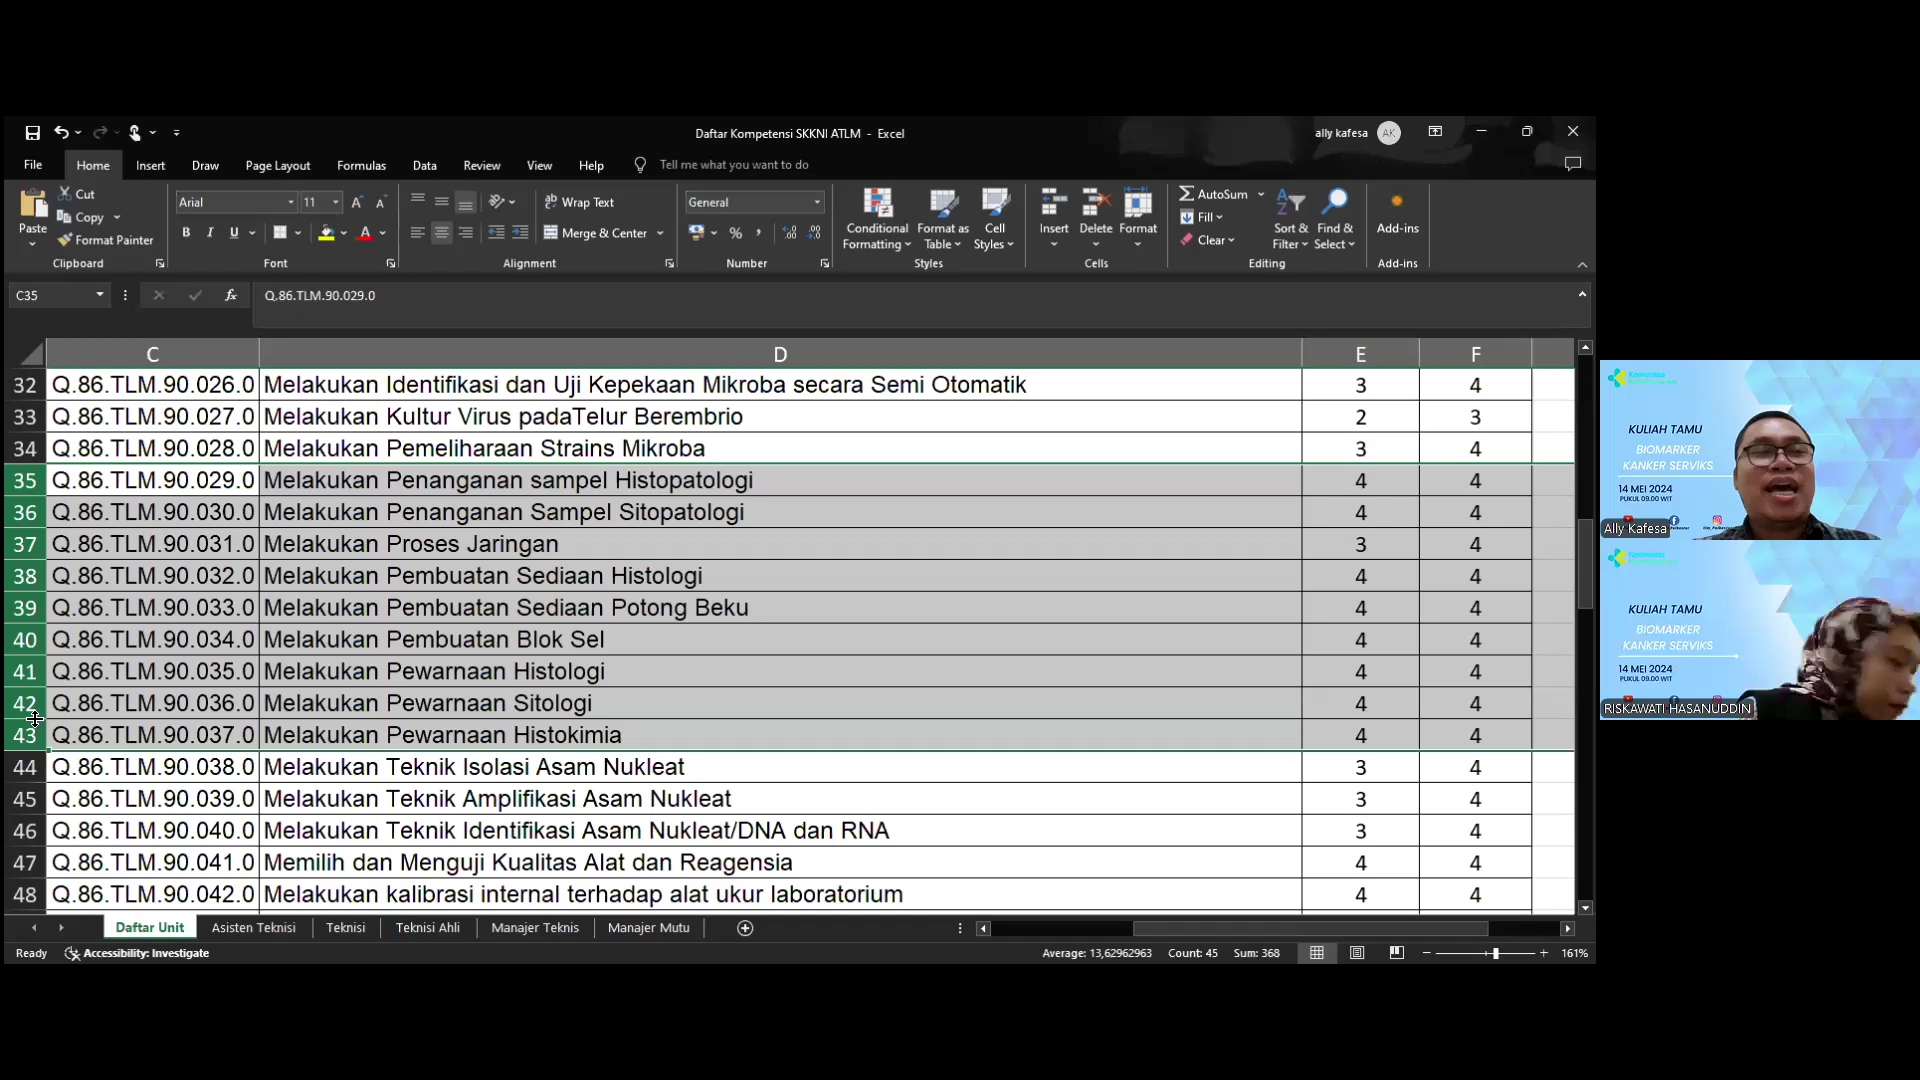 Daftar Kompetensi SKKNI ATLM - Excel
ally kafesa AK
File Home Insert Draw Page Layout Formulas Data Review View Help Tell me what you want to do
Paste
Cut
Copy
Format Painter
Clipboard
Arial 11
B I U
Font
Wrap Text
Merge & Center
Alignment
General
Number
Conditional Formatting
Format as Table
Cell Styles
Styles
Insert Delete Format
Cells
AutoSum
Fill
Clear
Sort & Filter
Find & Select
Editing
Add-ins
Add-ins
C35 fx Q.86.TLM.90.029.0
C D E F
32 Q.86.TLM.90.026.0 Melakukan Identifikasi dan Uji Kepekaan Mikroba secara Semi Otomatik 3 4
33 Q.86.TLM.90.027.0 Melakukan Kultur Virus padaTelur Berembrio 2 3
34 Q.86.TLM.90.028.0 Melakukan Pemeliharaan Strains Mikroba 3 4
35 Q.86.TLM.90.029.0 Melakukan Penanganan sampel Histopatologi 4 4
36 Q.86.TLM.90.030.0 Melakukan Penanganan Sampel Sitopatologi 4 4
37 Q.86.TLM.90.031.0 Melakukan Proses Jaringan 3 4
38 Q.86.TLM.90.032.0 Melakukan Pembuatan Sediaan Histologi 4 4
39 Q.86.TLM.90.033.0 Melakukan Pembuatan Sediaan Potong Beku 4 4
40 Q.86.TLM.90.034.0 Melakukan Pembuatan Blok Sel 4 4
41 Q.86.TLM.90.035.0 Melakukan Pewarnaan Histologi 4 4
42 Q.86.TLM.90.036.0 Melakukan Pewarnaan Sitologi 4 4
43 Q.86.TLM.90.037.0 Melakukan Pewarnaan Histokimia 4 4
44 Q.86.TLM.90.038.0 Melakukan Teknik Isolasi Asam Nukleat 3 4
45 Q.86.TLM.90.039.0 Melakukan Teknik Amplifikasi Asam Nukleat 3 4
46 Q.86.TLM.90.040.0 Melakukan Teknik Identifikasi Asam Nukleat/DNA dan RNA 3 4
47 Q.86.TLM.90.041.0 Memilih dan Menguji Kualitas Alat dan Reagensia 4 4
48 Q.86.TLM.90.042.0 Melakukan kalibrasi internal terhadap alat ukur laboratorium 4 4
Daftar Unit Asisten Teknisi Teknisi Teknisi Ahli Manajer Teknis Manajer Mutu
Ready Accessibility: Investigate Average: 13,62962963 Count: 45 Sum: 368 161%
Kemenkes
KULIAH TAMU
BIOMARKER
KANKER SERVIKS
14 MEI 2024
PUKUL 09.00 WIT
Ally Kafesa
Kemenkes
KULIAH TAMU
BIOMARKER
KANKER SERVIKS
14 MEI 2024
PUKUL 09.00 WIT
RISKAWATI HASANUDDIN